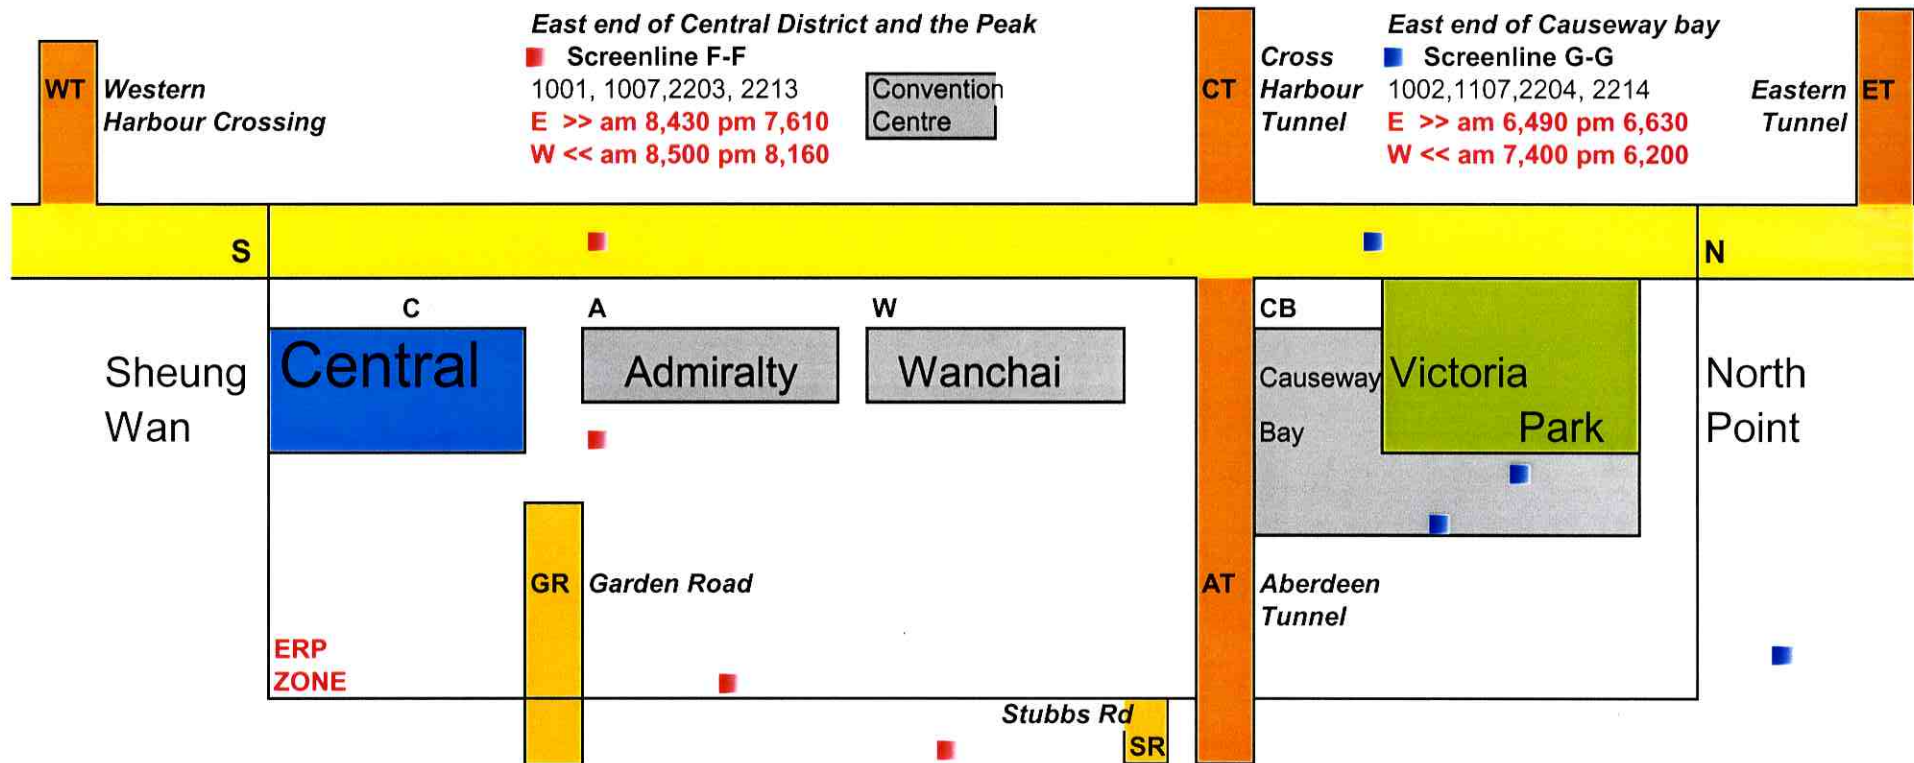 East end of Central District and the Peak
Screenline F-F
1001, 1007,2203, 2213
E >> am 8,430 pm 7,610
W << am 8,500 pm 8,160
East end of Causeway bay
Screenline G-G
1002,1107,2204, 2214
E >> am 6,490 pm 6,630
W << am 7,400 pm 6,200
WT
Western
Harbour Crossing
Convention
Centre
CT
Cross
Harbour
Tunnel
Eastern
Tunnel
ET
S
N
C
A
W
CB
Sheung
Wan
Central
Admiralty
Wanchai
Causeway
Bay
Victoria
Park
North
Point
GR
Garden Road
AT
Aberdeen
Tunnel
ERP
ZONE
Stubbs Rd
SR